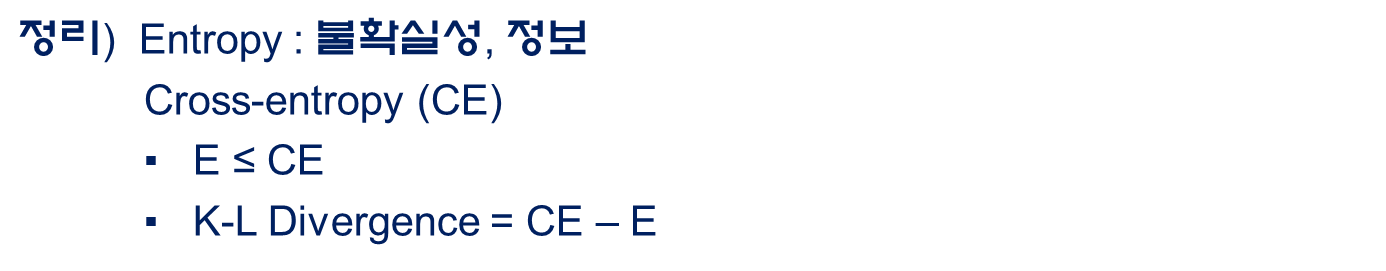 정리) Entropy : 불확실성, 정보
Cross-entropy (CE)
▪ E ≤ CE
▪ K-L Divergence = CE – E